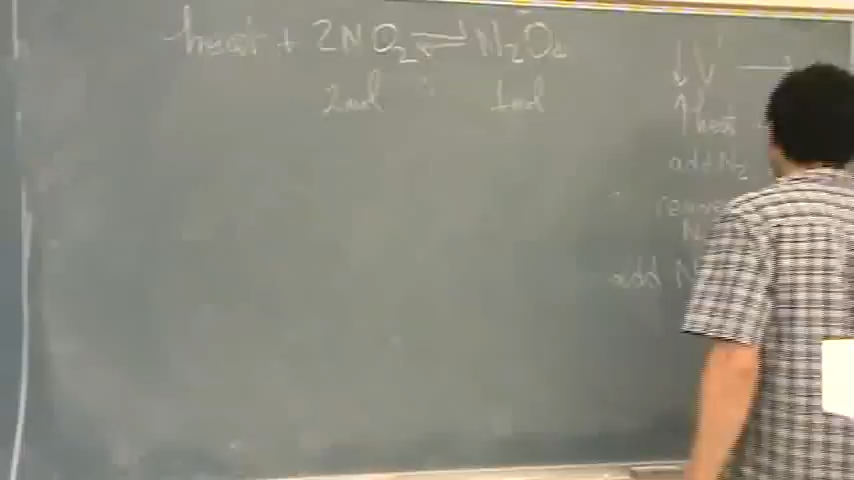 heat + 2NO₂ ⇌ N₂O₄
2mol 1mol
↓V →
↑heat
add N₂
remove
N
add N